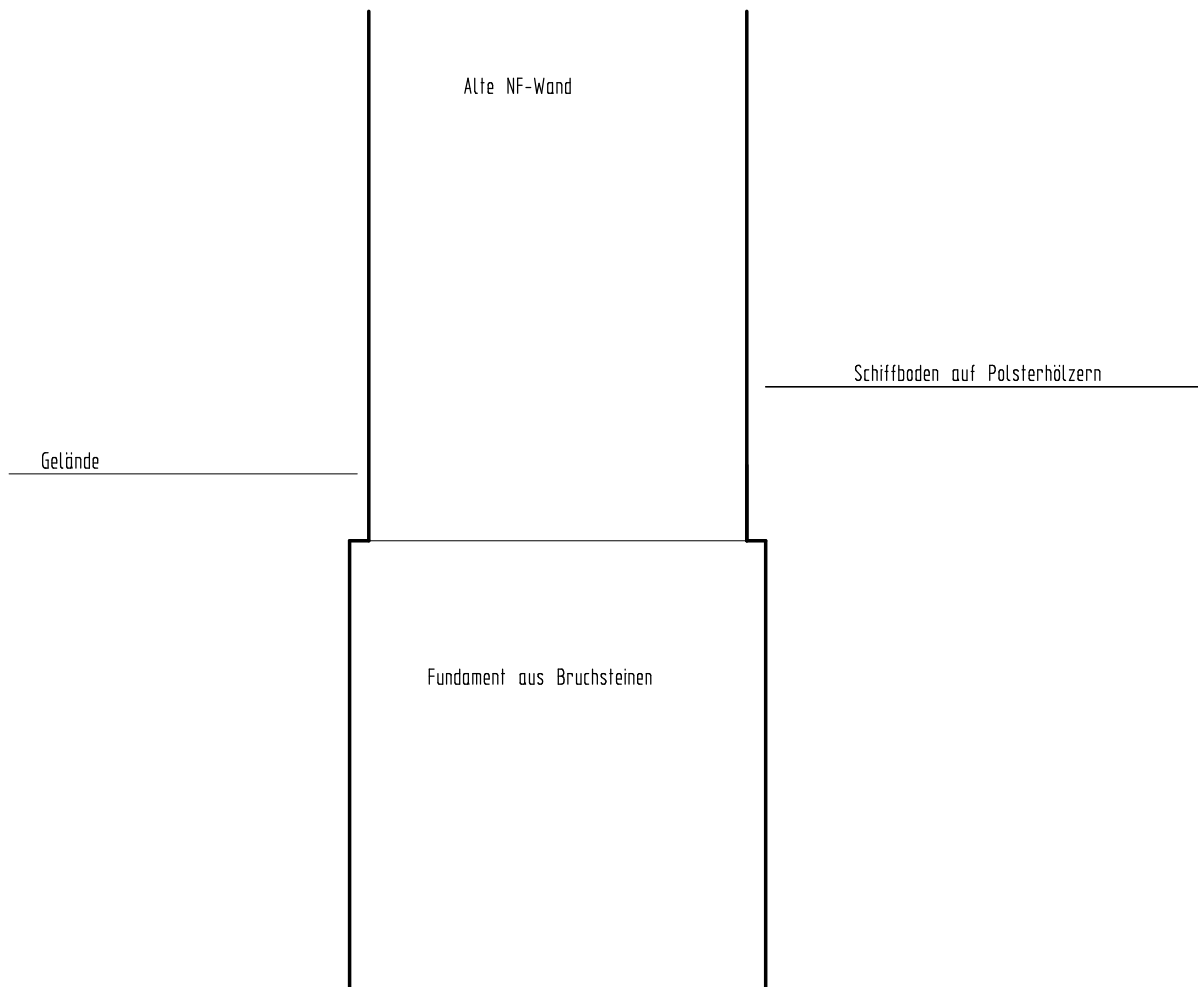 Alte NF-Wand
Schiffboden auf Polsterhölzern
Gelände
Fundament aus Bruchsteinen